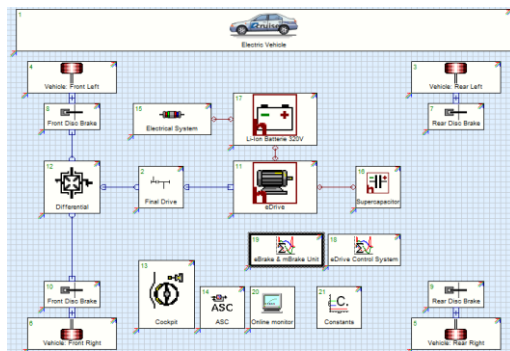 1
Cruise
Electric Vehicle
4
Vehicle: Front Left
3
Vehicle: Rear Left
8
Front Disc Brake
7
Rear Disc Brake
15
Electrical System
17
h
Li-Ion Batterie 320V
12
Differential
2
Final Drive
11
h
eDrive
16
h
Supercapacitor
19
eBrake & mBrake Unit
18
eDrive Control System
13
Cockpit
14
ASC
ASC
20
Online monitor
21
C.
Constants
10
Front Disc Brake
9
Rear Disc Brake
6
Vehicle: Front Right
5
Vehicle: Rear Right